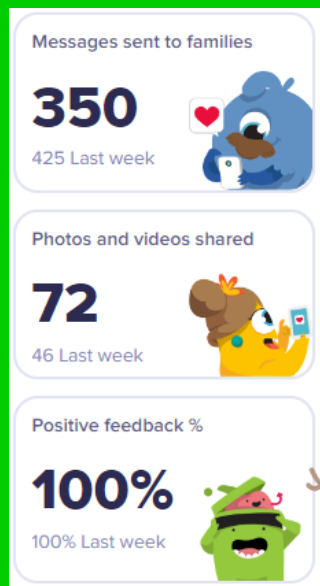 Messages sent to families
350
425 Last week
Photos and videos shared
72
46 Last week
Positive feedback %
100%
100% Last week